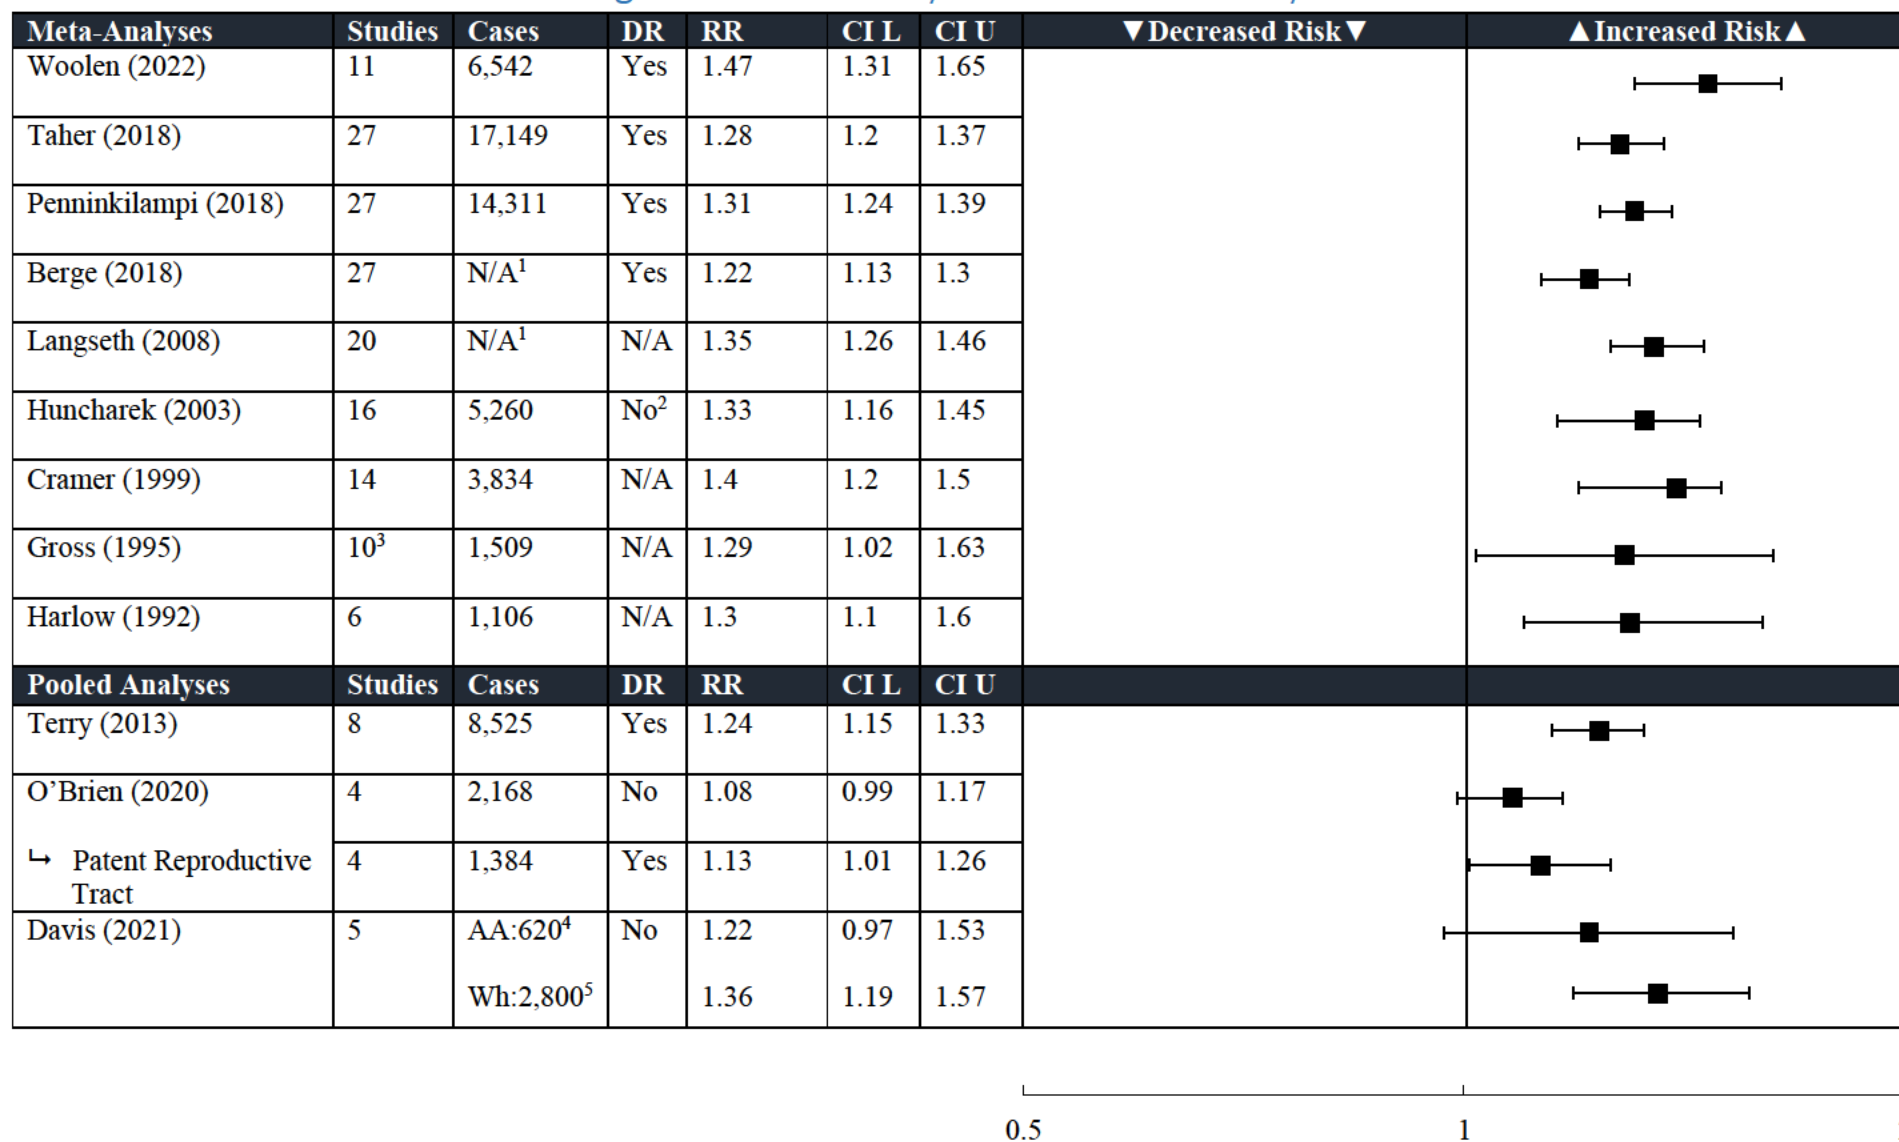 Meta-Analyses Studies Cases DR RR CI L CI U ▼Decreased Risk▼ ▲Increased Risk▲
Woolen (2022) 11 6,542 Yes 1.47 1.31 1.65
Taher (2018) 27 17,149 Yes 1.28 1.2 1.37
Penninkilampi (2018) 27 14,311 Yes 1.31 1.24 1.39
Berge (2018) 27 N/A¹ Yes 1.22 1.13 1.3
Langseth (2008) 20 N/A¹ N/A 1.35 1.26 1.46
Huncharek (2003) 16 5,260 No² 1.33 1.16 1.45
Cramer (1999) 14 3,834 N/A 1.4 1.2 1.5
Gross (1995) 10³ 1,509 N/A 1.29 1.02 1.63
Harlow (1992) 6 1,106 N/A 1.3 1.1 1.6
Pooled Analyses Studies Cases DR RR CI L CI U
Terry (2013) 8 8,525 Yes 1.24 1.15 1.33
O’Brien (2020) 4 2,168 No 1.08 0.99 1.17
↳ Patent Reproductive 4 1,384 Yes 1.13 1.01 1.26
Tract
Davis (2021) 5 AA:620⁴ No 1.22 0.97 1.53
Wh:2,800⁵ 1.36 1.19 1.57
0.5 1